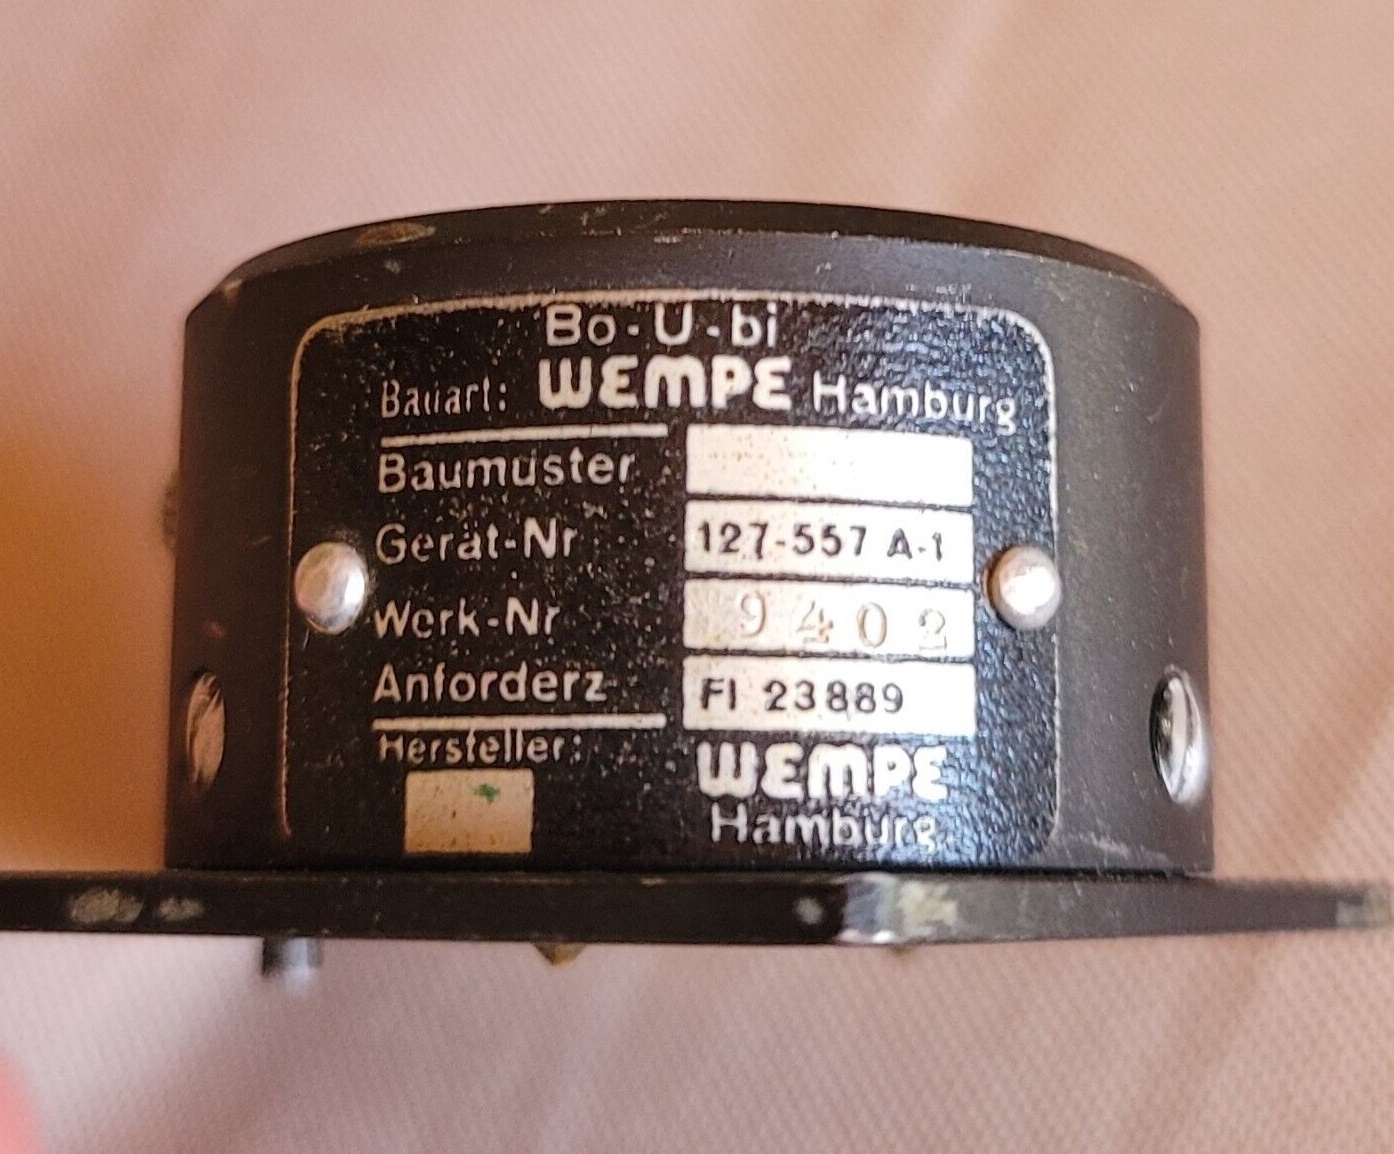 Bo-U-bi
Bauart: WEMPE Hamburg
Baumuster
Gerät-Nr 127-557 A-1
Werk-Nr 9402
Anforderz Fl 23889
Hersteller: WEMPE
Hamburg